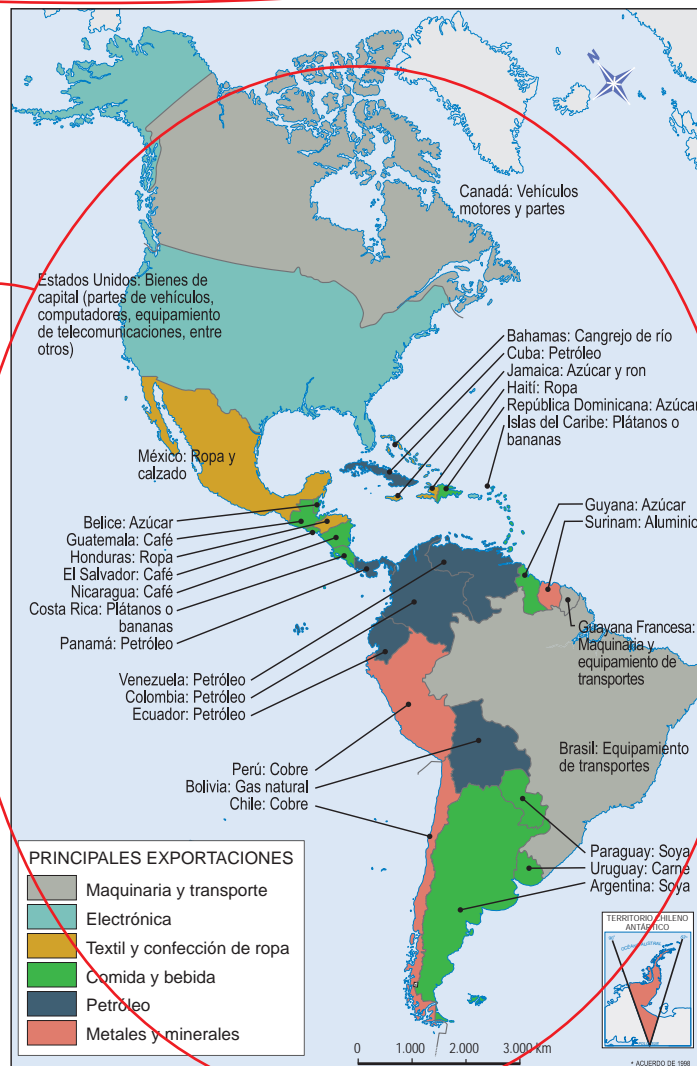 N
Canadá: Vehículos
motores y partes
Estados Unidos: Bienes de
capital (partes de vehículos,
computadores, equipamiento
de telecomunicaciones, entre
otros)
Bahamas: Cangrejo de río
Cuba: Petróleo
Jamaica: Azúcar y ron
Haití: Ropa
República Dominicana: Azúcar
Islas del Caribe: Plátanos o
bananas
México: Ropa y
calzado
Belice: Azúcar
Guatemala: Café
Honduras: Ropa
El Salvador: Café
Nicaragua: Café
Costa Rica: Plátanos o
bananas
Panamá: Petróleo
Guyana: Azúcar
Surinam: Aluminio
Guayana Francesa:
Maquinaria y
equipamiento de
transportes
Venezuela: Petróleo
Colombia: Petróleo
Ecuador: Petróleo
Brasil: Equipamiento
de transportes
Perú: Cobre
Bolivia: Gas natural
Chile: Cobre
Paraguay: Soya
Uruguay: Carne
Argentina: Soya
PRINCIPALES EXPORTACIONES
Maquinaria y transporte
Electrónica
Textil y confección de ropa
Comida y bebida
Petróleo
Metales y minerales
TERRITORIO CHILENO
ANTÁRTICO
0 1.000 2.000 3.000 km
* ACUERDO DE 1998